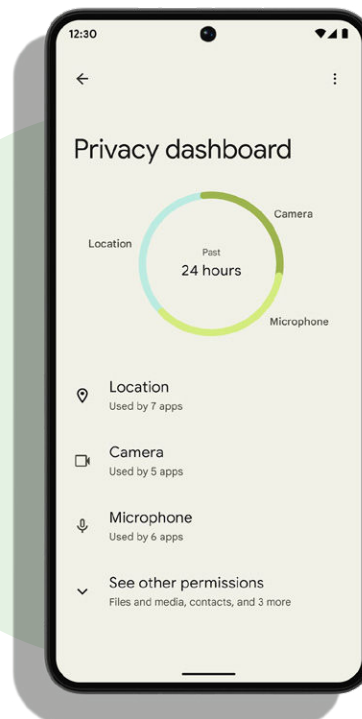 12:30
Privacy dashboard
Camera
Location
Past
24 hours
Microphone
Location
Used by 7 apps
Camera
Used by 5 apps
Microphone
Used by 6 apps
See other permissions
Files and media, contacts, and 3 more